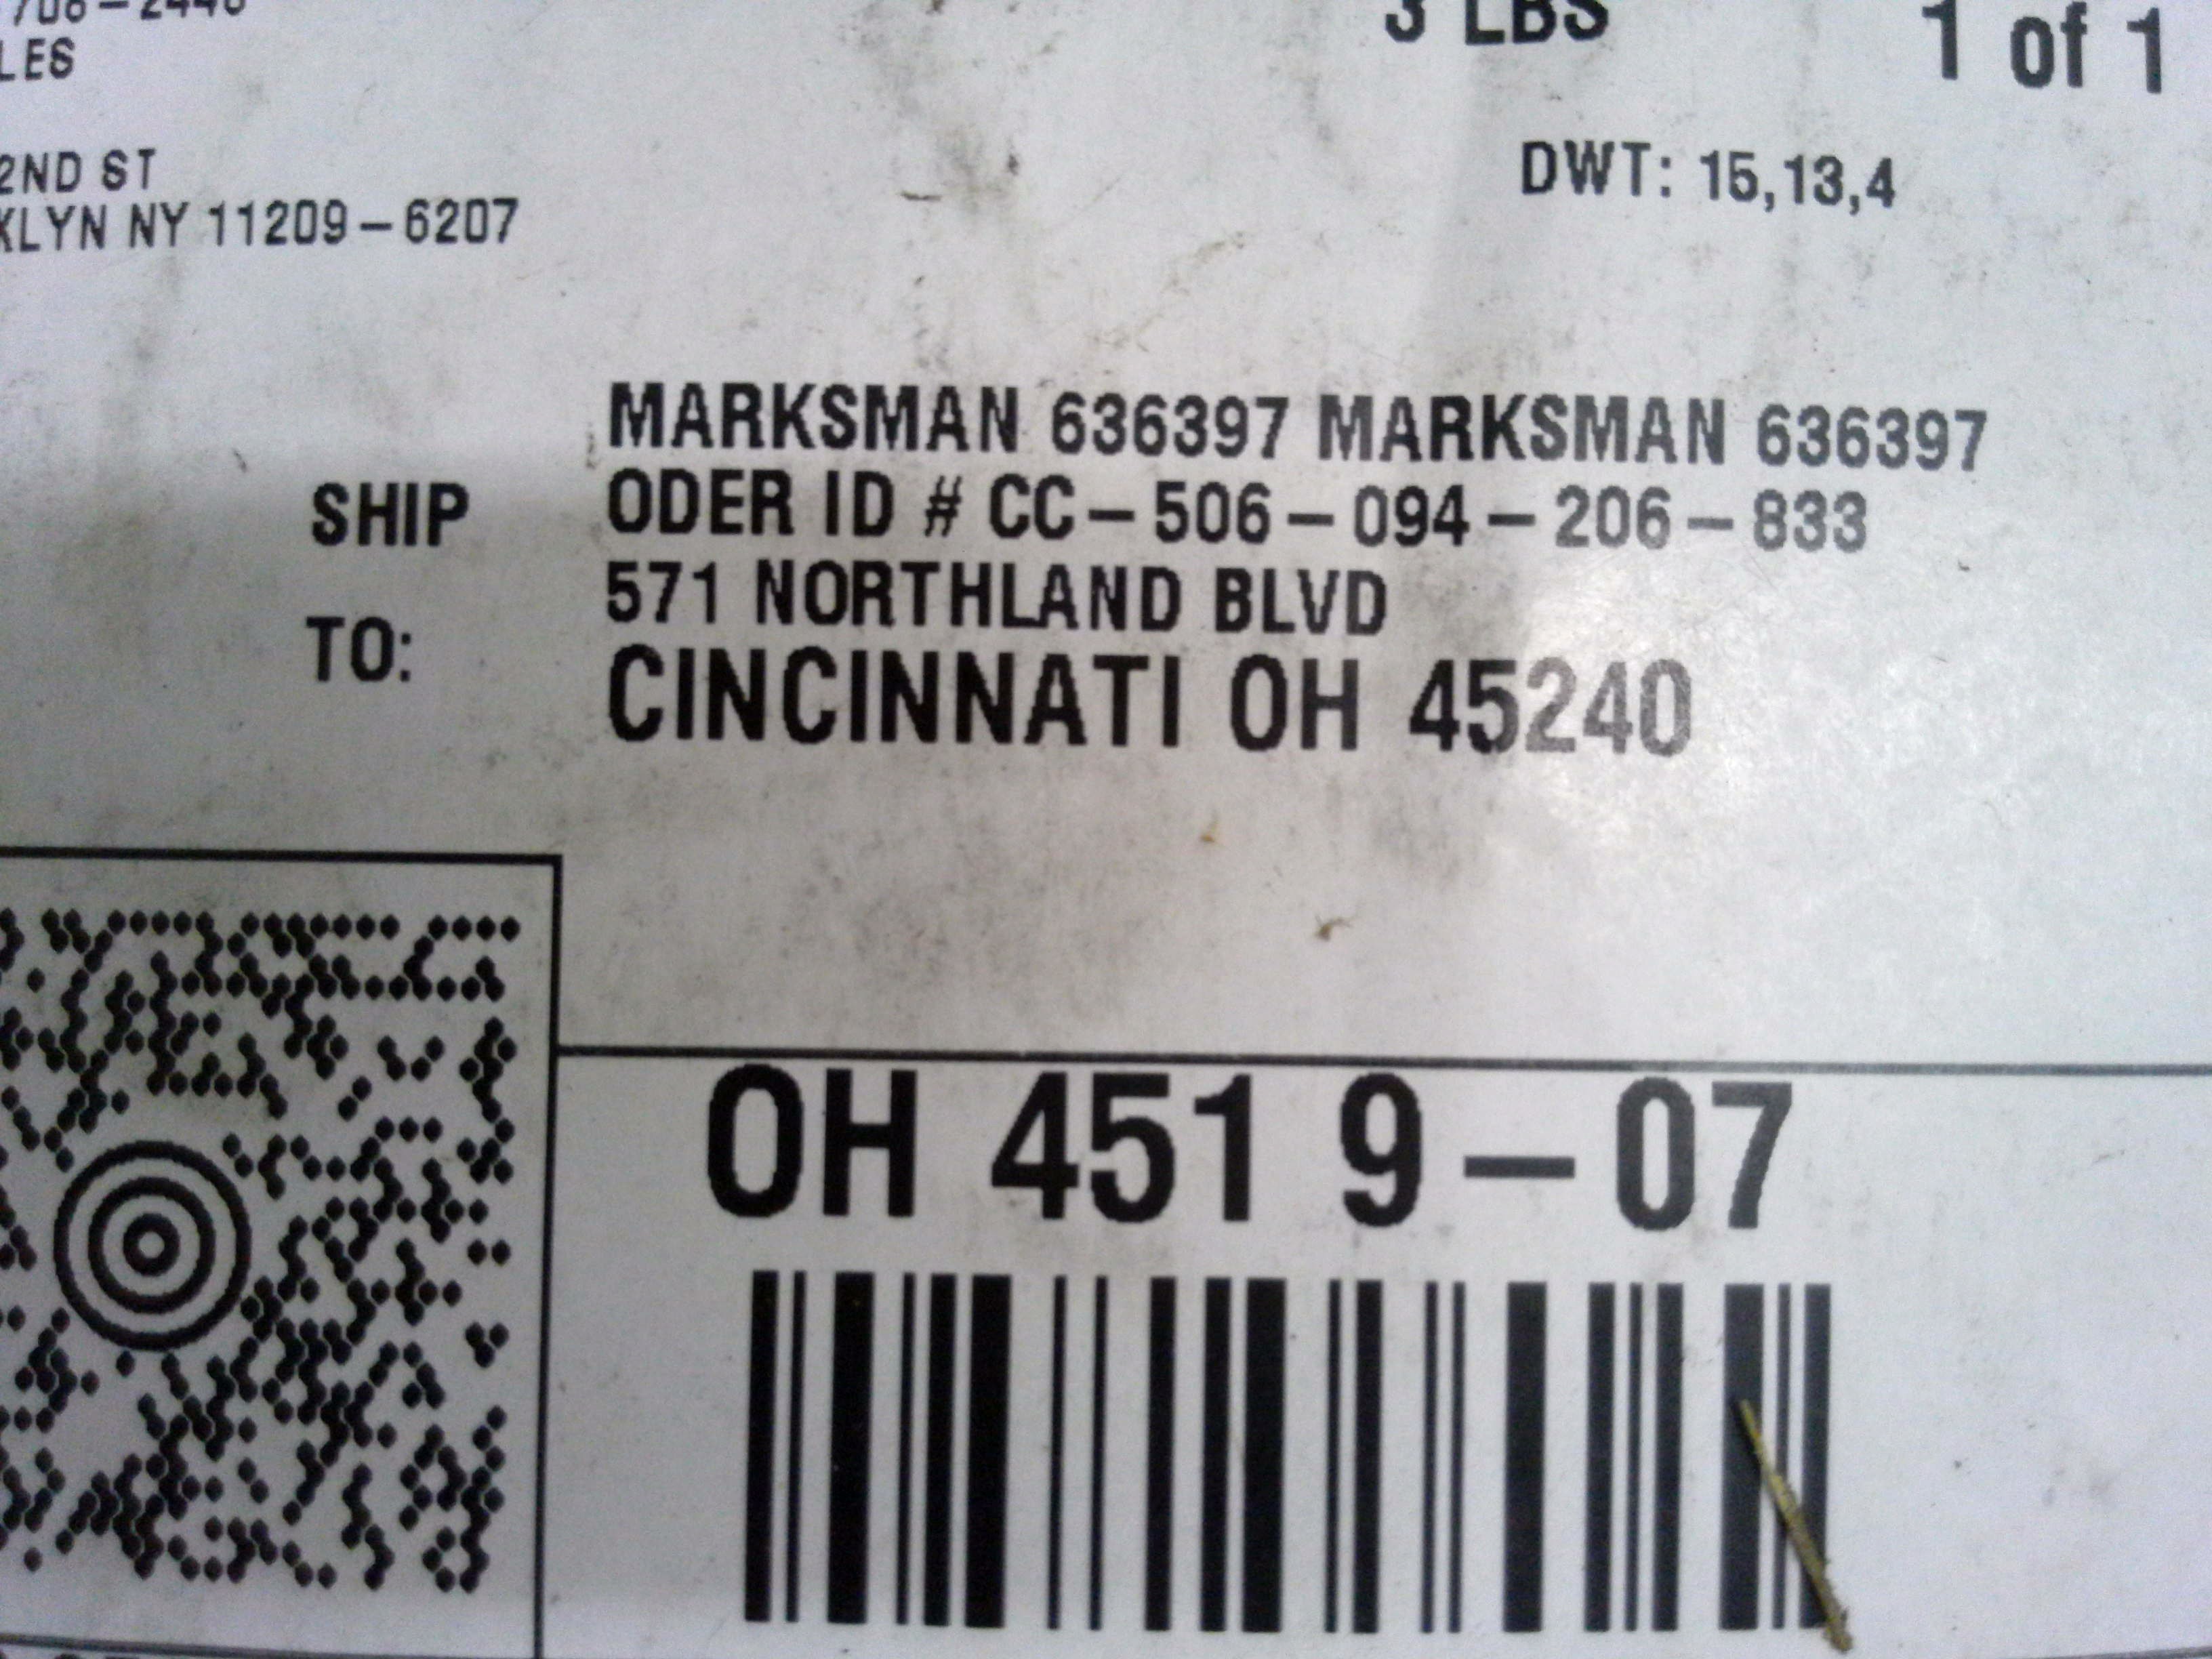 3 LBS
1 of 1
LES
2ND ST
KLYN NY 11209-6207
DWT: 15,13,4
SHIP
TO:
MARKSMAN 636397 MARKSMAN 636397
ODER ID # CC-506-094-206-833
571 NORTHLAND BLVD
CINCINNATI OH 45240
OH 451 9-07